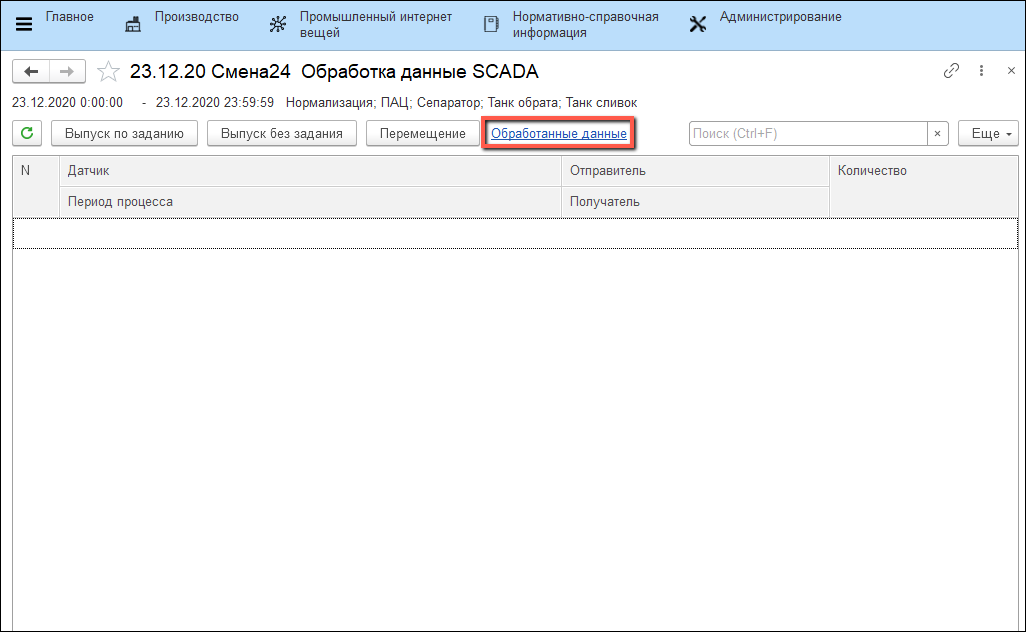 Главное
Производство
Промышленный интернет
вещей
Нормативно-справочная
информация
Администрирование
23.12.20 Смена24 Обработка данные SCADA
23.12.2020 0:00:00 - 23.12.2020 23:59:59 Нормализация; ПАЦ; Сепаратор; Танк обрата; Танк сливок
Выпуск по заданию Выпуск без задания Перемещение Обработанные данные Поиск (Ctrl+F) × Еще
N Датчик Отправитель Количество
Период процесса Получатель